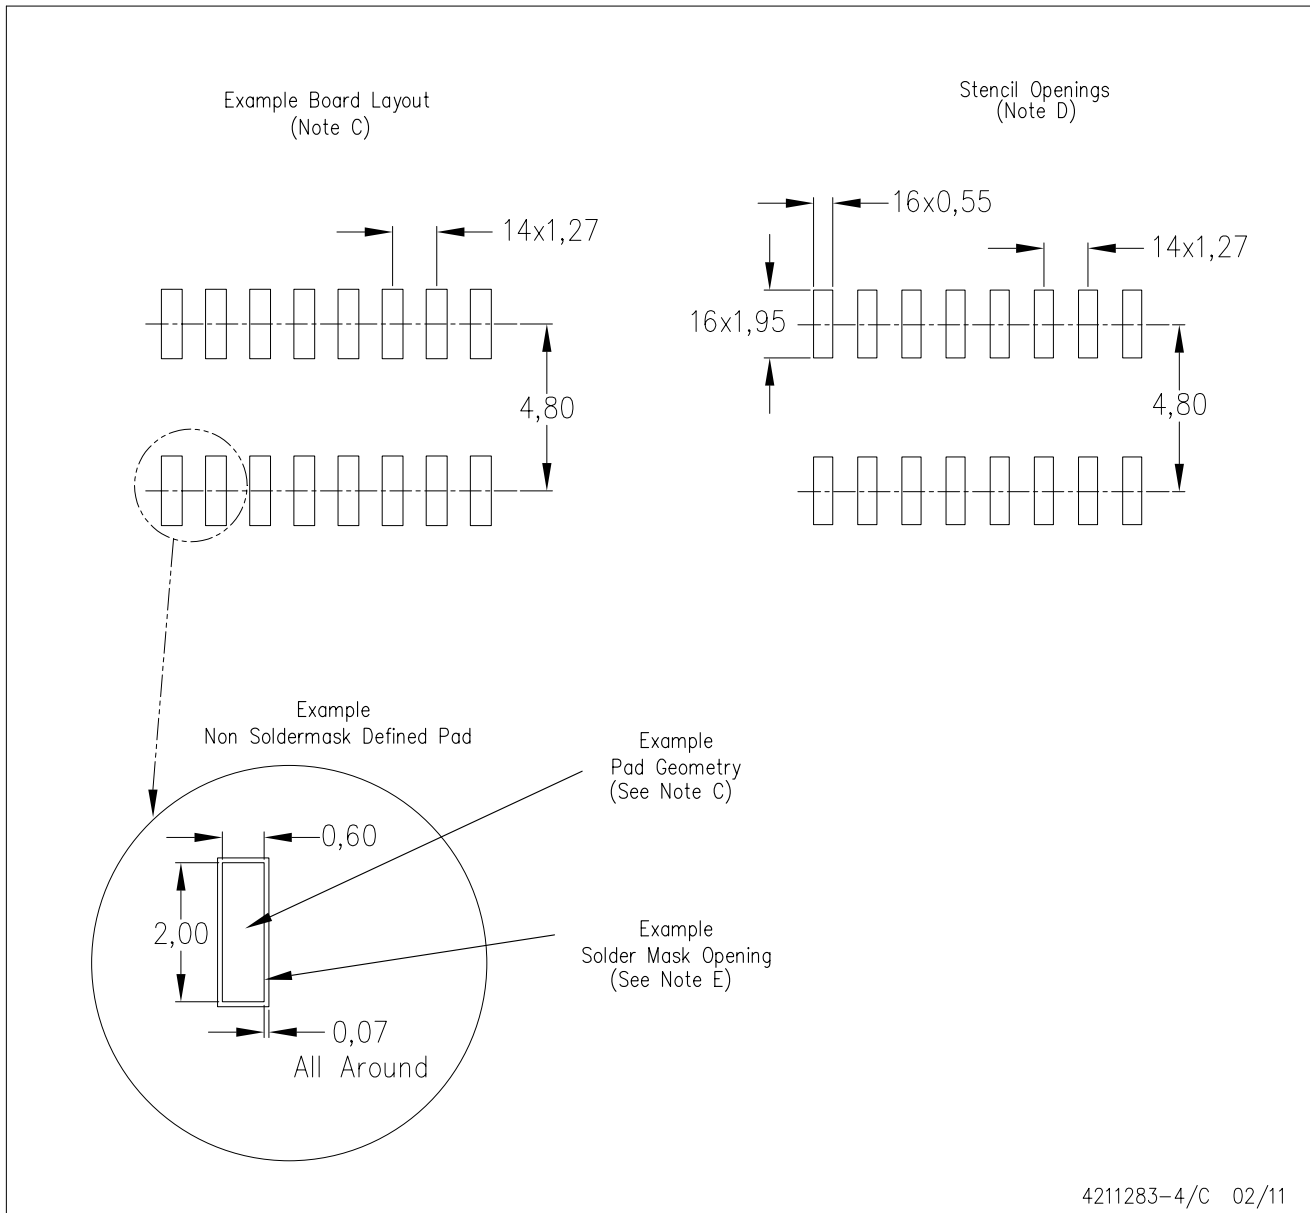 Example Board Layout
(Note C)
Stencil Openings
(Note D)
14x1,27
4,80
16x0,55
14x1,27
16x1,95
4,80
Example
Non Soldermask Defined Pad
Example
Pad Geometry
(See Note C)
0,60
2,00
Example
Solder Mask Opening
(See Note E)
0,07
All Around
4211283-4/C 02/11